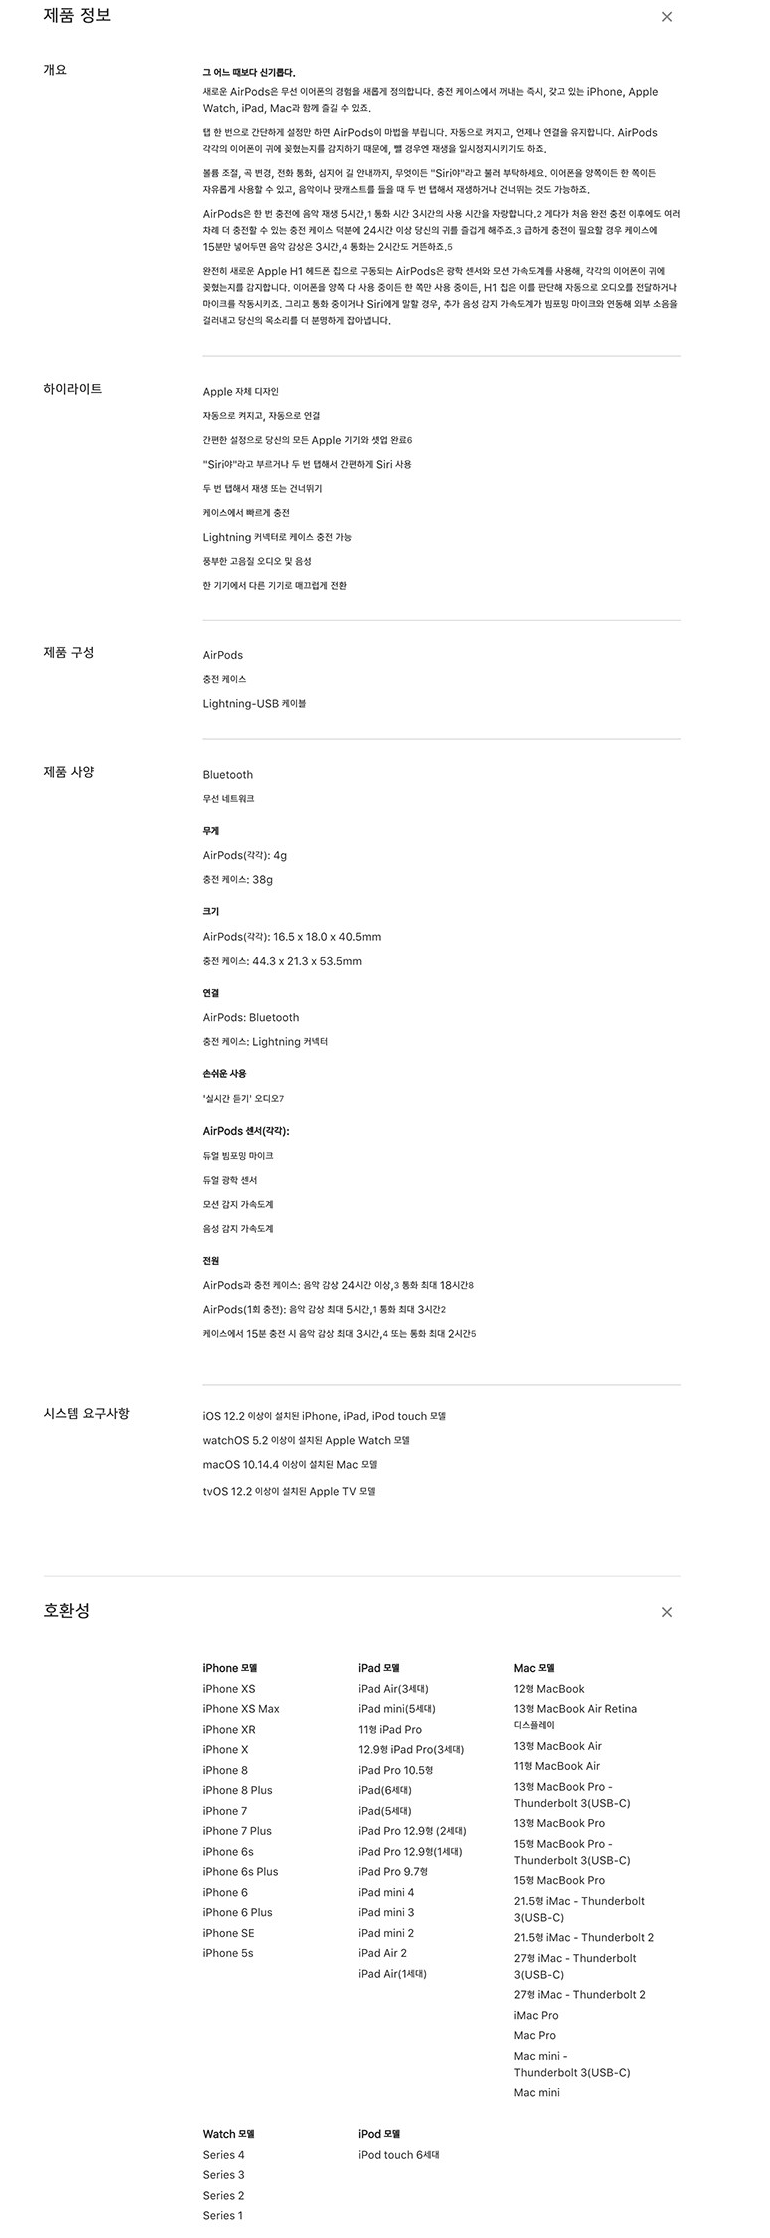 제품 정보
개요
그 어느 때보다 신기롭다.
새로운 AirPods은 무선 이어폰의 경험을 새롭게 정의합니다. 충전 케이스에서 꺼내는 즉시, 갖고 있는 iPhone, Apple
Watch, iPad, Mac과 함께 즐길 수 있죠.
탭 한 번으로 간단하게 설정만 하면 AirPods이 마법을 부립니다. 자동으로 켜지고, 언제나 연결을 유지합니다. AirPods
각각의 이어폰이 귀에 꽂혔는지를 감지하기 때문에, 뺄 경우엔 재생을 일시정지시키기도 하죠.
볼륨 조절, 곡 변경, 전화 통화, 심지어 길 안내까지, 무엇이든 "Siri야"라고 불러 부탁하세요. 이어폰을 양쪽이든 한 쪽이든
자유롭게 사용할 수 있고, 음악이나 팟캐스트를 들을 때 두 번 탭해서 재생하거나 건너뛰는 것도 가능하죠.
AirPods은 한 번 충전에 음악 재생 5시간,1 통화 시간 3시간의 사용 시간을 자랑합니다.2 게다가 처음 완전 충전 이후에도 여러
차례 더 충전할 수 있는 충전 케이스 덕분에 24시간 이상 당신의 귀를 즐겁게 해주죠.3 급하게 충전이 필요할 경우 케이스에
15분만 넣어두면 음악 감상은 3시간,4 통화는 2시간도 거뜬하죠.5
완전히 새로운 Apple H1 헤드폰 칩으로 구동되는 AirPods은 광학 센서와 모션 가속도계를 사용해, 각각의 이어폰이 귀에
꽂혔는지를 감지합니다. 이어폰을 양쪽 다 사용 중이든 한 쪽만 사용 중이든, H1 칩은 이를 판단해 자동으로 오디오를 전달하거나
마이크를 작동시키죠. 그리고 통화 중이거나 Siri에게 말할 경우, 추가 음성 감지 가속도계가 빔포밍 마이크와 연동해 외부 소음을
걸러내고 당신의 목소리를 더 분명하게 잡아냅니다.
하이라이트
Apple 자체 디자인
자동으로 켜지고, 자동으로 연결
간편한 설정으로 당신의 모든 Apple 기기와 셋업 완료6
"Siri야"라고 부르거나 두 번 탭해서 간편하게 Siri 사용
두 번 탭해서 재생 또는 건너뛰기
케이스에서 빠르게 충전
Lightning 커넥터로 케이스 충전 가능
풍부한 고음질 오디오 및 음성
한 기기에서 다른 기기로 매끄럽게 전환
제품 구성
AirPods
충전 케이스
Lightning-USB 케이블
제품 사양
Bluetooth
무선 네트워크
무게
AirPods(각각): 4g
충전 케이스: 38g
크기
AirPods(각각): 16.5 x 18.0 x 40.5mm
충전 케이스: 44.3 x 21.3 x 53.5mm
연결
AirPods: Bluetooth
충전 케이스: Lightning 커넥터
손쉬운 사용
'실시간 듣기' 오디오7
AirPods 센서(각각):
듀얼 빔포밍 마이크
듀얼 광학 센서
모션 감지 가속도계
음성 감지 가속도계
전원
AirPods과 충전 케이스: 음악 감상 24시간 이상,3 통화 최대 18시간8
AirPods(1회 충전): 음악 감상 최대 5시간,1 통화 최대 3시간2
케이스에서 15분 충전 시 음악 감상 최대 3시간,4 또는 통화 최대 2시간5
시스템 요구사항
iOS 12.2 이상이 설치된 iPhone, iPad, iPod touch 모델
watchOS 5.2 이상이 설치된 Apple Watch 모델
macOS 10.14.4 이상이 설치된 Mac 모델
tvOS 12.2 이상이 설치된 Apple TV 모델
호환성
iPhone 모델
iPhone XS
iPhone XS Max
iPhone XR
iPhone X
iPhone 8
iPhone 8 Plus
iPhone 7
iPhone 7 Plus
iPhone 6s
iPhone 6s Plus
iPhone 6
iPhone 6 Plus
iPhone SE
iPhone 5s
iPad 모델
iPad Air(3세대)
iPad mini(5세대)
11형 iPad Pro
12.9형 iPad Pro(3세대)
iPad Pro 10.5형
iPad(6세대)
iPad(5세대)
iPad Pro 12.9형 (2세대)
iPad Pro 12.9형(1세대)
iPad Pro 9.7형
iPad mini 4
iPad mini 3
iPad mini 2
iPad Air 2
iPad Air(1세대)
Mac 모델
12형 MacBook
13형 MacBook Air Retina
디스플레이
13형 MacBook Air
11형 MacBook Air
13형 MacBook Pro -
Thunderbolt 3(USB-C)
13형 MacBook Pro
15형 MacBook Pro -
Thunderbolt 3(USB-C)
15형 MacBook Pro
21.5형 iMac - Thunderbolt
3(USB-C)
21.5형 iMac - Thunderbolt 2
27형 iMac - Thunderbolt
3(USB-C)
27형 iMac - Thunderbolt 2
iMac Pro
Mac Pro
Mac mini -
Thunderbolt 3(USB-C)
Mac mini
Watch 모델
Series 4
Series 3
Series 2
Series 1
iPod 모델
iPod touch 6세대